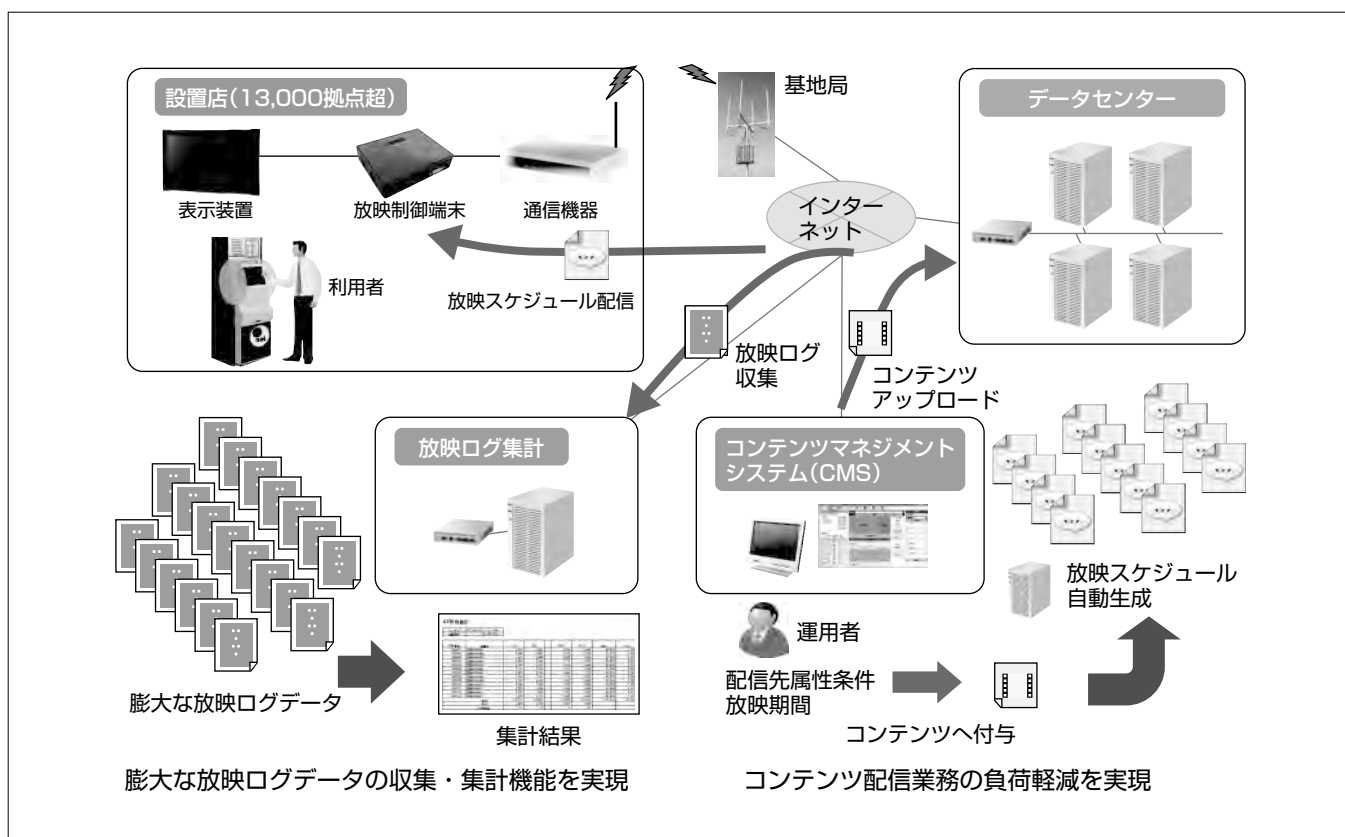 設置店(13,000拠点超)
表示装置
放映制御端末
通信機器
利用者
放映スケジュール配信
基地局
インター
ネット
データセンター
放映ログ
収集
コンテンツ
アップロード
放映ログ集計
コンテンツマネジメント
システム(CMS)
膨大な放映ログデータ
集計結果
運用者
配信先属性条件
放映期間
コンテンツへ付与
放映スケジュール
自動生成
膨大な放映ログデータの収集・集計機能を実現
コンテンツ配信業務の負荷軽減を実現